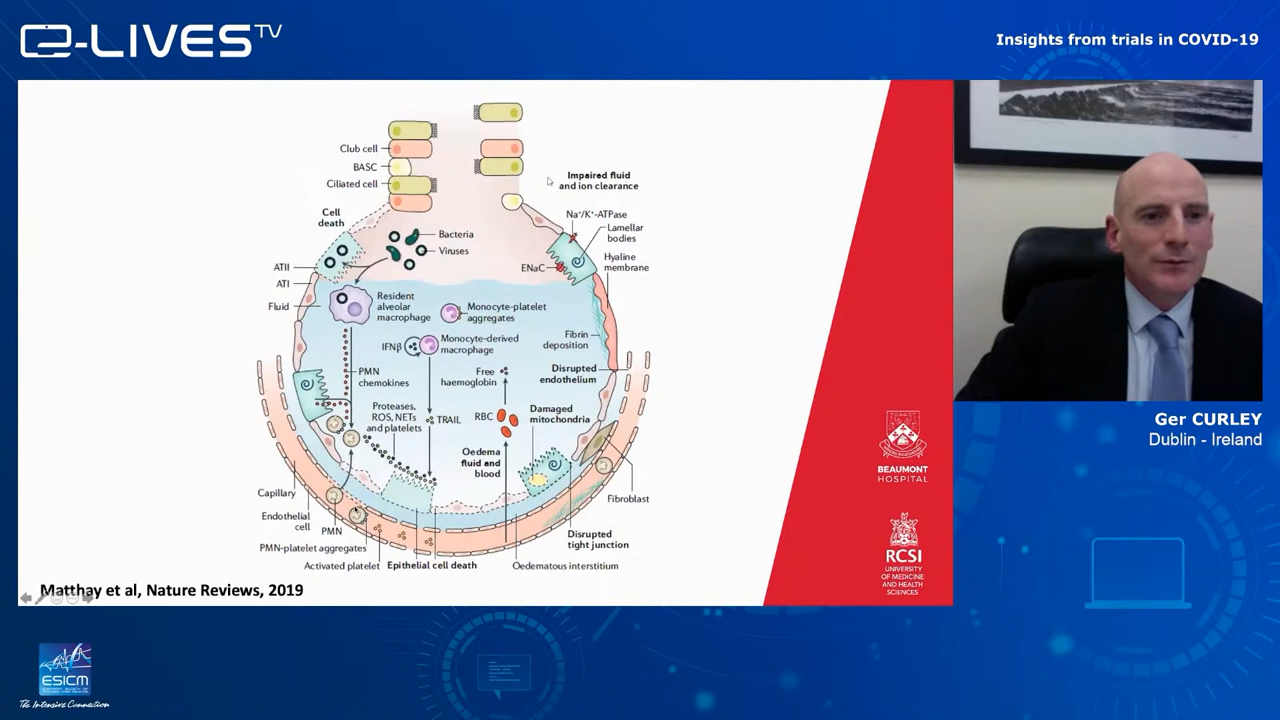 e-LIVES TV
Insights from trials in COVID-19
Club cell
BASC
Ciliated cell
Cell
death
ATII
ATI
Fluid
Bacteria
Viruses
Resident
alveolar
macrophage
Monocyte-platelet
aggregates
IFNβ
Monocyte-derived
macrophage
PMN
chemokines
Proteases,
ROS, NETs
and platelets
TRAIL
Free
haemoglobin
RBC
Oedema
fluid and
blood
Impaired fluid
and ion clearance
Na⁺/K⁺-ATPase
Lamellar
bodies
ENaC
Hyaline
membrane
Fibrin
deposition
Disrupted
endothelium
Damaged
mitochondria
Fibroblast
Disrupted
tight junction
Capillary
Endothelial
cell
PMN
PMN-platelet aggregates
Activated platelet
Epithelial cell death
Oedematous interstitium
Matthay et al, Nature Reviews, 2019
BEAUMONT
HOSPITAL
RCSI
UNIVERSITY
OF MEDICINE
AND HEALTH
SCIENCES
Ger CURLEY
Dublin - Ireland
ESICM
The Intensive Connection